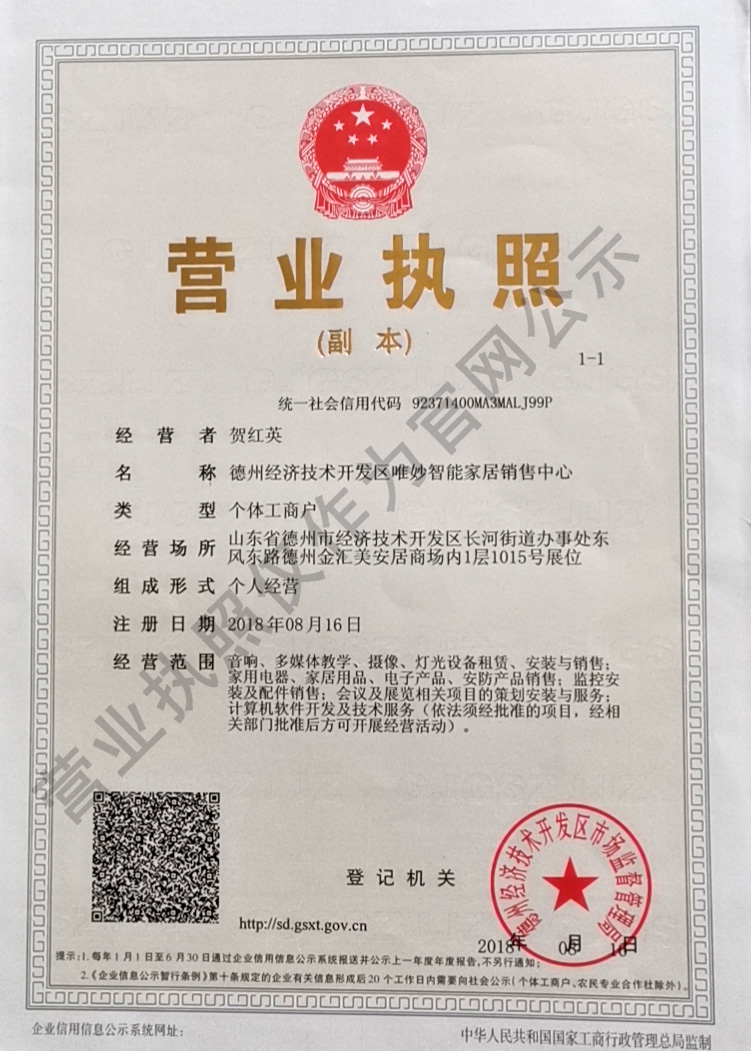 营业执照
(副 本)
1-1
统一社会信用代码 92371400MA3MALJ99P
经营者 贺红英
名称 德州经济技术开发区唯妙智能家居销售中心
类型 个体工商户
经营场所 山东省德州市经济技术开发区长河街道办事处东
风东路德州金汇美安居商场内1层1015号展位
组成形式 个人经营
注册日期 2018年08月16日
经营范围 音响、多媒体教学、摄像、灯光设备租赁、安装与销售;
家用电器、家居用品、电子产品、安防产品销售;监控安
装及配件销售;会议及展览相关项目的策划安装与服务;
计算机软件开发及技术服务(依法须经批准的项目,经相
关部门批准后方可开展经营活动)。
营业执照仅作为官网公示
德州经济技术开发区市场监督管理局
登记机关
http://sd.gsxt.gov.cn
2018年 08月 16日
提示:1.每年1月1日至6月30日通过企业信用信息公示系统报送并公示上一年度年度报告,不另行通知;
2.《企业信息公示暂行条例》第十条规定的企业有关信息形成后20个工作日内需要向社会公示(个体工商户、农民专业合作社除外)。
企业信用信息公示系统网址:
中华人民共和国国家工商行政管理总局监制